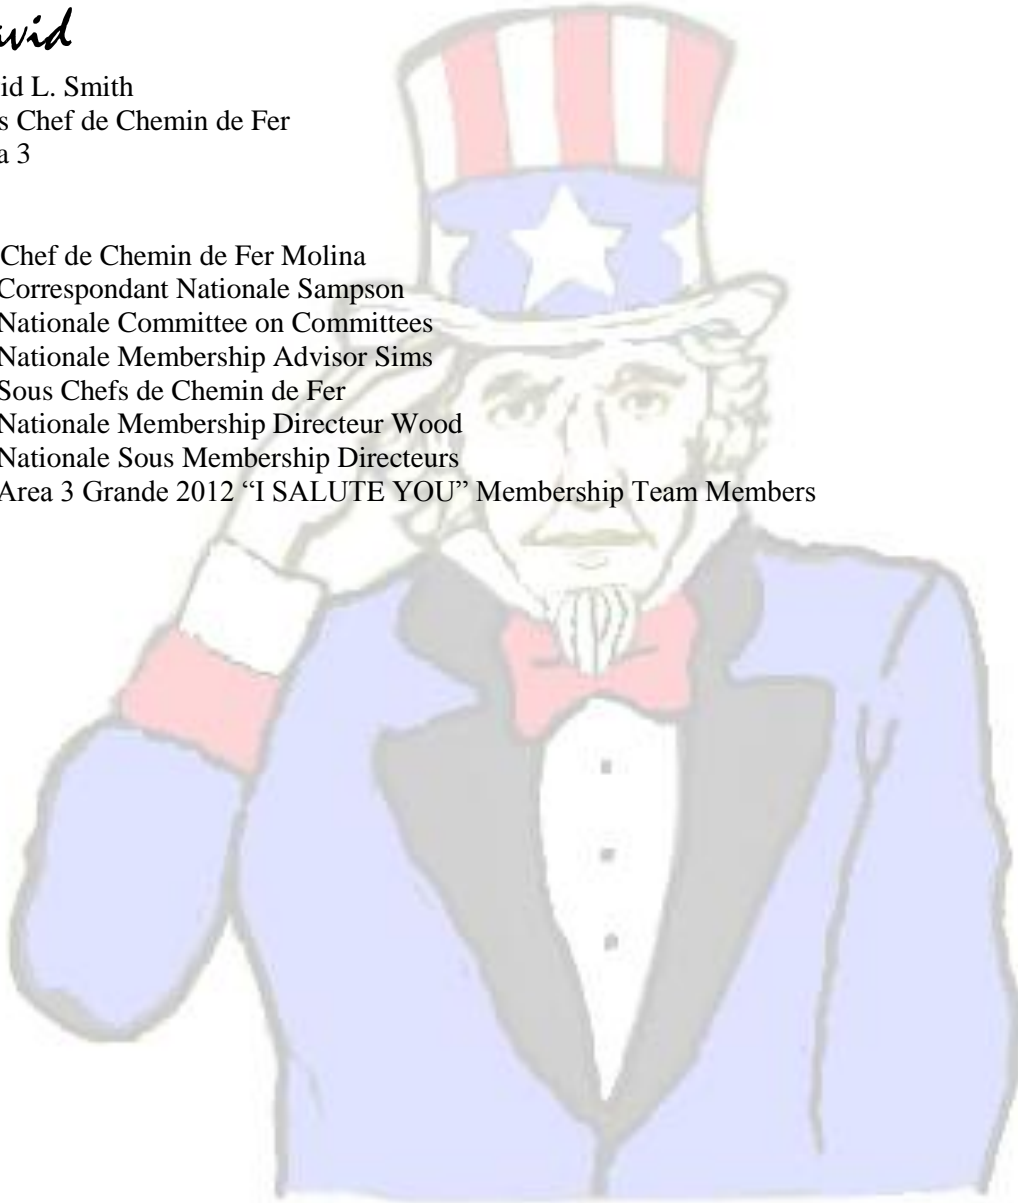 avid
id L. Smith
s Chef de Chemin de Fer
a 3
Chef de Chemin de Fer Molina
Correspondant Nationale Sampson
Nationale Committee on Committees
Nationale Membership Advisor Sims
Sous Chefs de Chemin de Fer
Nationale Membership Directeur Wood
Nationale Sous Membership Directeurs
Area 3 Grande 2012 “I SALUTE YOU” Membership Team Members